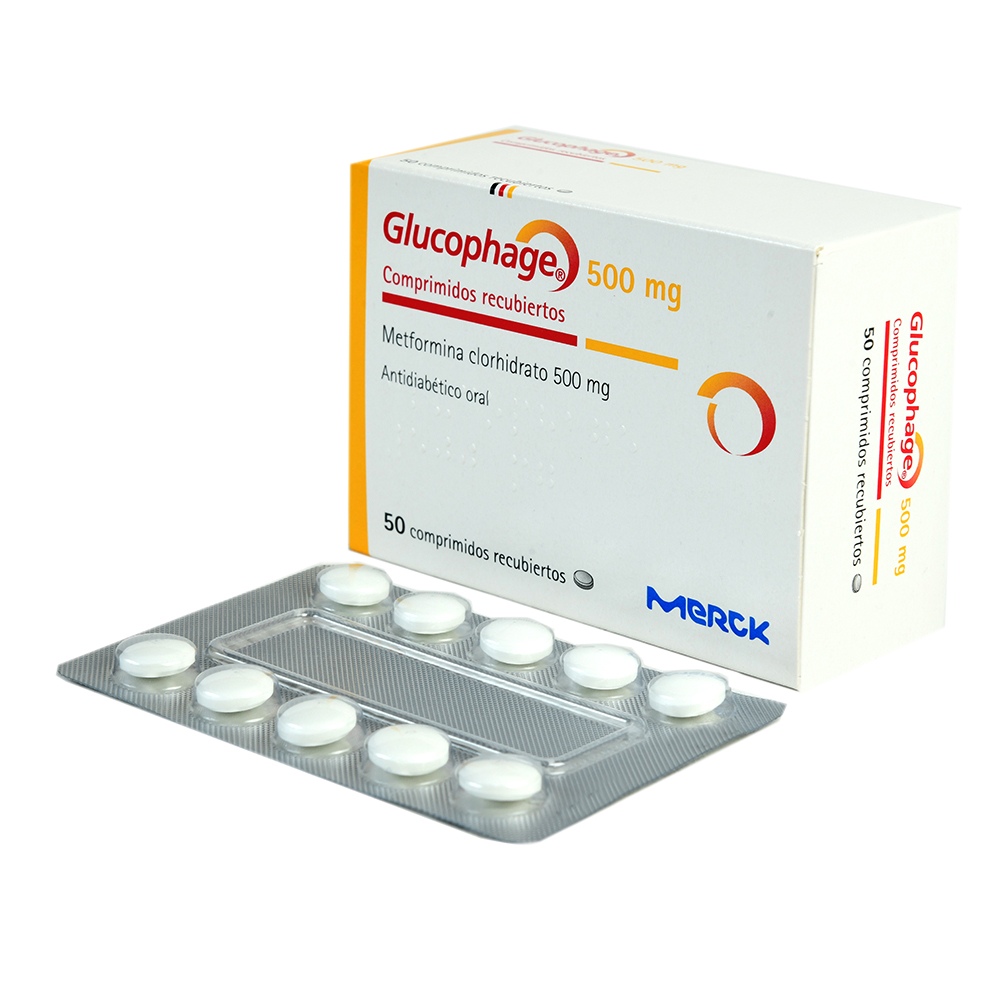 Glucophage 500 mg
50 comprimidos recubiertos
Glucophage® 500 mg
Comprimidos recubiertos
Metformina clorhidrato 500 mg
Antidiabético oral
50 comprimidos recubiertos
MERCK
Glucophage® 500 mg
Comprimidos recubiertos
50 comprimidos recubiertos